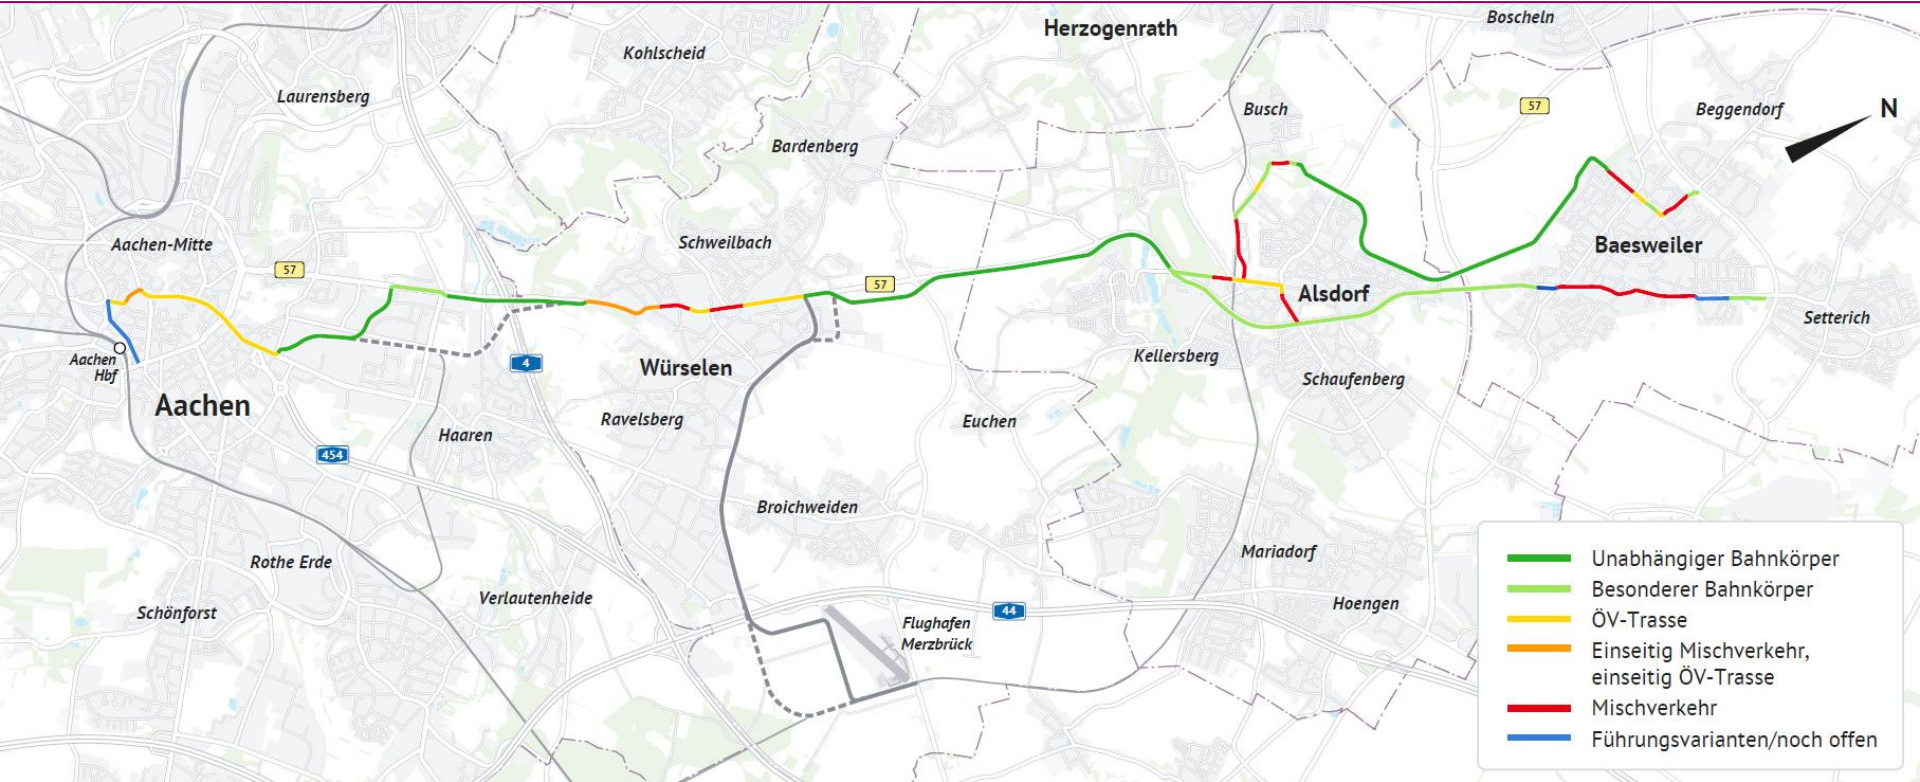 Boscheln
Herzogenrath
Kohlscheid
Laurensberg
57
Busch
Beggendorf
N
Bardenberg
Aachen-Mitte
Schweilbach
Baesweiler
57
57
Alsdorf
Setterich
Aachen
Hbf
Würselen
Kellersberg
Schaufenberg
4
Aachen
Ravelsberg
Euchen
Haaren
454
Broichweiden
Mariadorf
Rothe Erde
Verlautenheide
Schönforst
Hoengen
44
Flughafen
Merzbrück
Unabhängiger Bahnkörper
Besonderer Bahnkörper
ÖV-Trasse
Einseitig Mischverkehr,
einseitig ÖV-Trasse
Mischverkehr
Führungsvarianten/noch offen